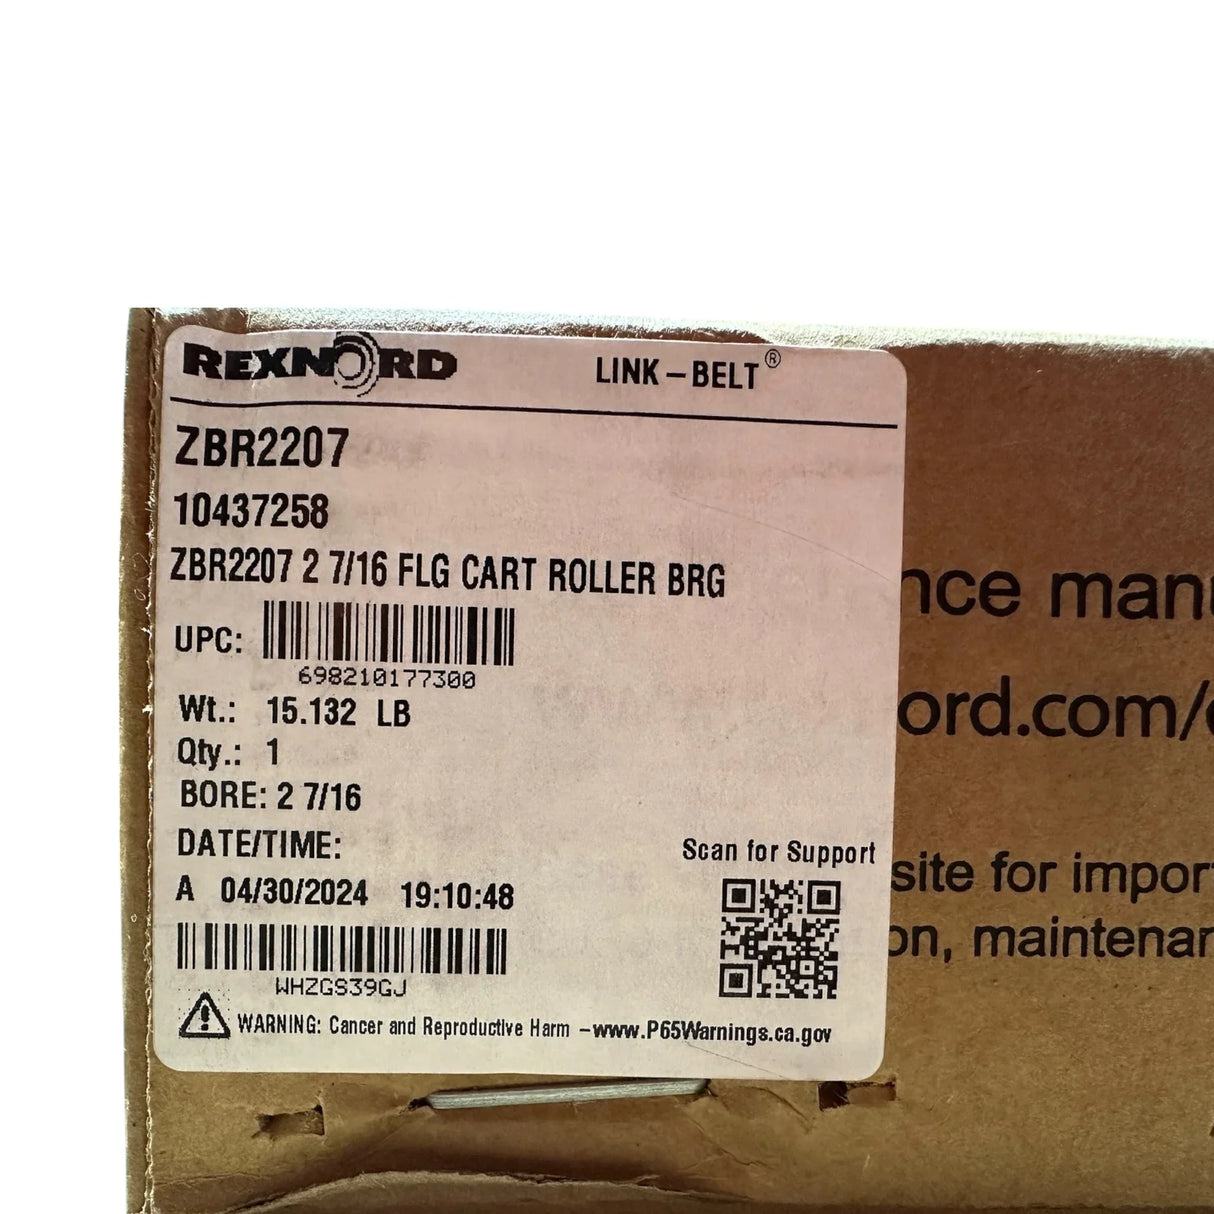 REXNORD LINK-BELT®
ZBR2207
10437258
ZBR2207 2 7/16 FLG CART ROLLER BRG
UPC:
698210177300
Wt.: 15.132 LB
Qty.: 1
BORE: 2 7/16
DATE/TIME:
A 04/30/2024 19:10:48
WHZGS39GJ
WARNING: Cancer and Reproductive Harm -www.P65Warnings.ca.gov
Scan for Support
nce manu
ord.com/
site for impor
on, maintenan